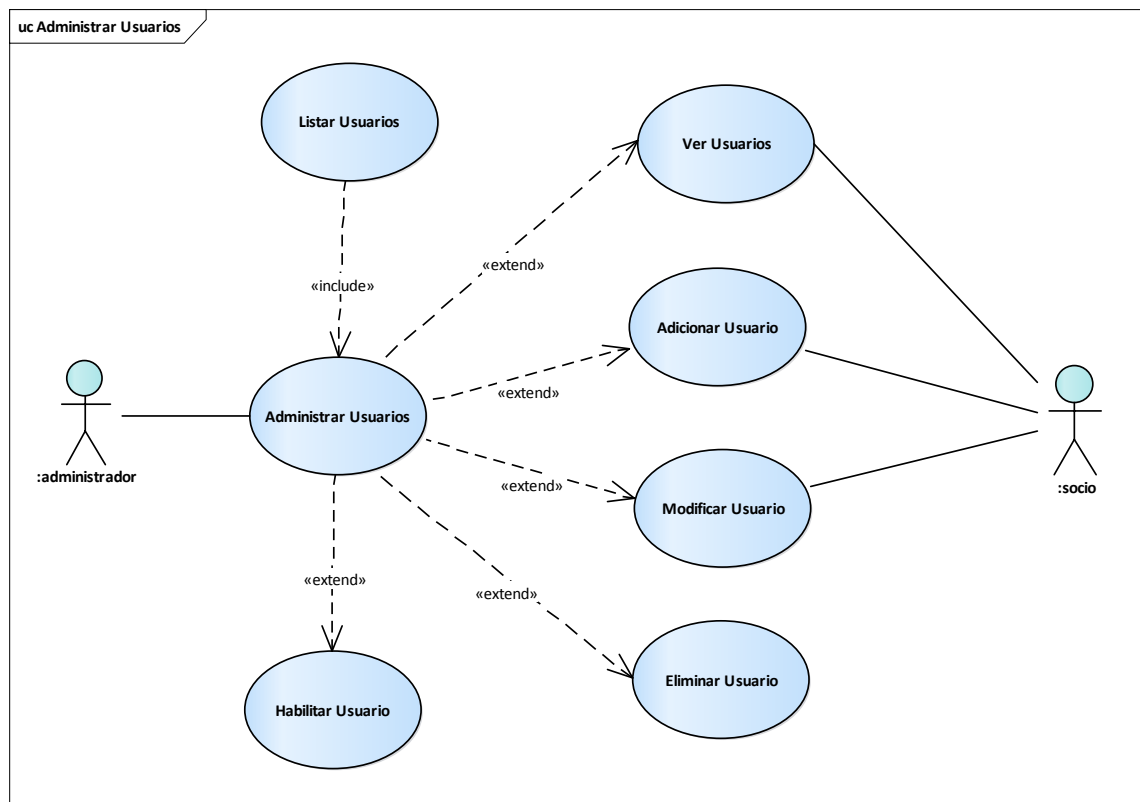 uc Administrar Usuarios
Listar Usuarios
Ver Usuarios
«extend»
«include»
Adicionar Usuario
«extend»
Administrar Usuarios
:administrador
:socio
«extend»
Modificar Usuario
«extend»
«extend»
Eliminar Usuario
Habilitar Usuario